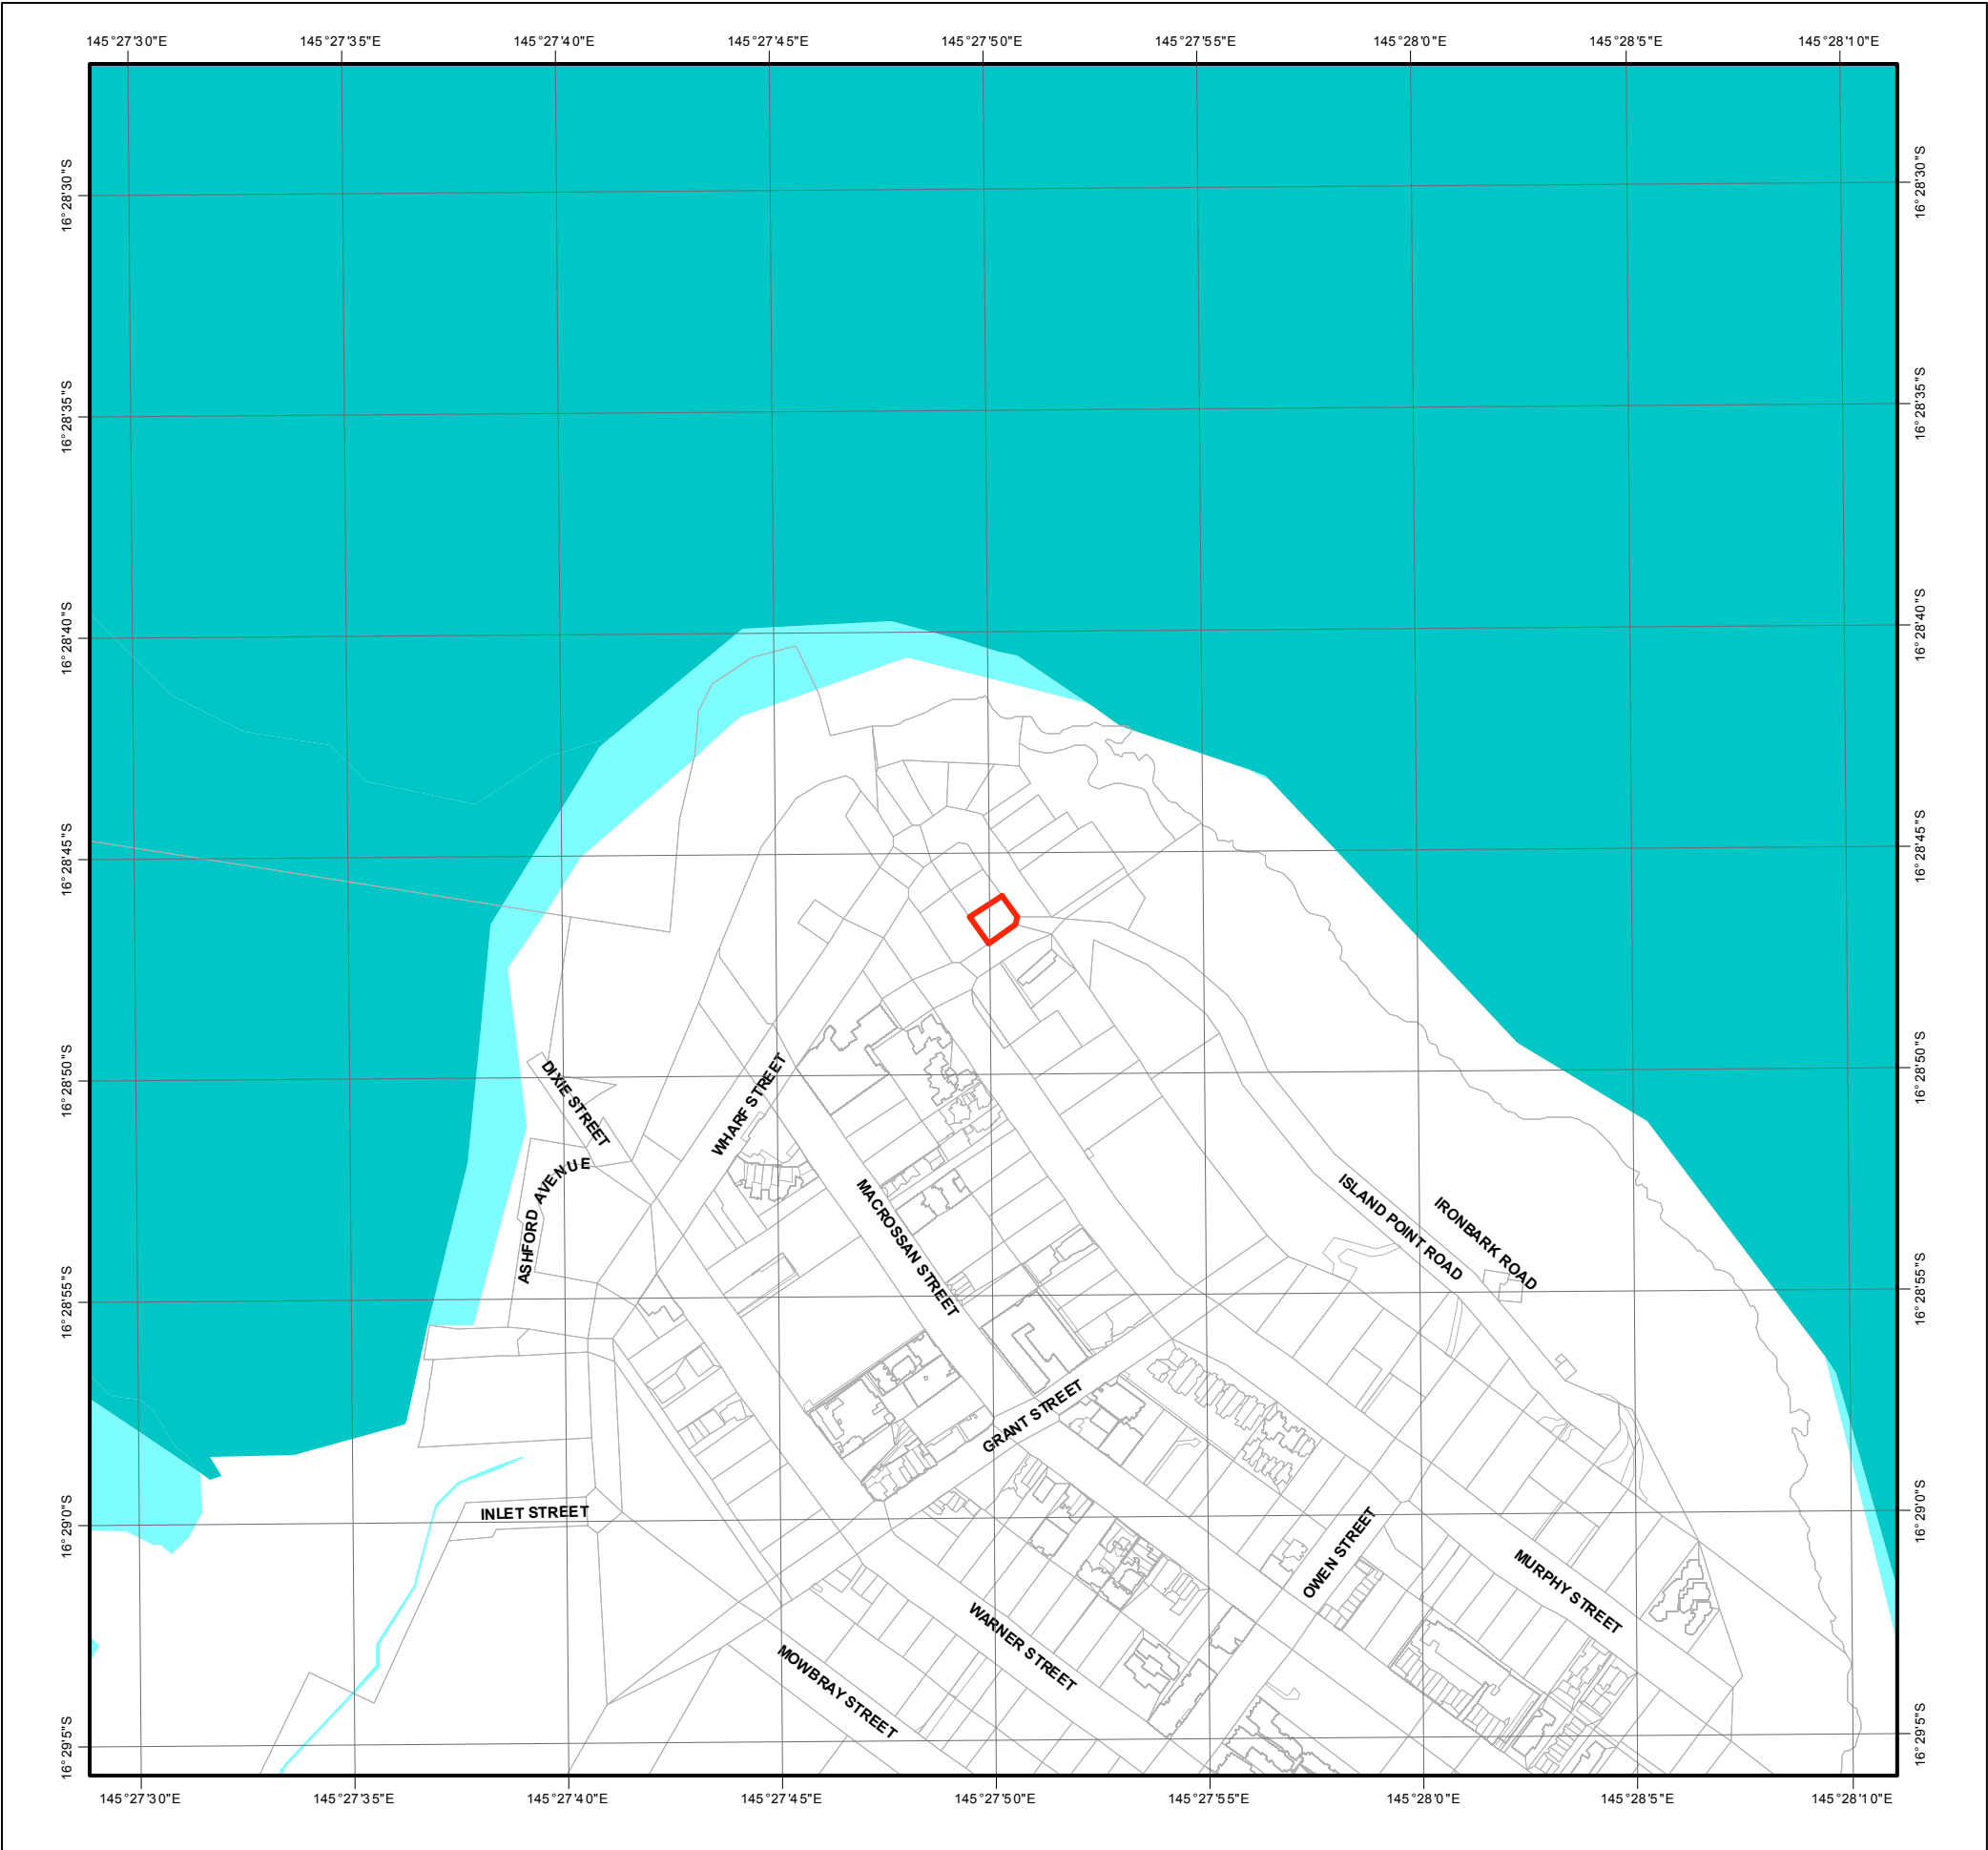 145°27'30"E 145°27'35"E 145°27'40"E 145°27'45"E 145°27'50"E 145°27'55"E 145°28'0"E 145°28'5"E 145°28'10"E
16°28'30"S 16°28'30"S
16°28'35"S 16°28'35"S
16°28'40"S 16°28'40"S
16°28'45"S 16°28'45"S
16°28'50"S 16°28'50"S
DIXIE STREET
WHARF STREET
ASHFORD AVENUE
MACROSSAN STREET
ISLAND POINT ROAD
IRONBARK ROAD
16°28'55"S 16°28'55"S
GRANT STREET
INLET STREET
16°29'0"S 16°29'0"S
OWEN STREET
MURPHY STREET
WARNER STREET
MOWBRAY STREET
16°29'5"S 16°29'5"S
145°27'30"E 145°27'35"E 145°27'40"E 145°27'45"E 145°27'50"E 145°27'55"E 145°28'0"E 145°28'5"E 145°28'10"E